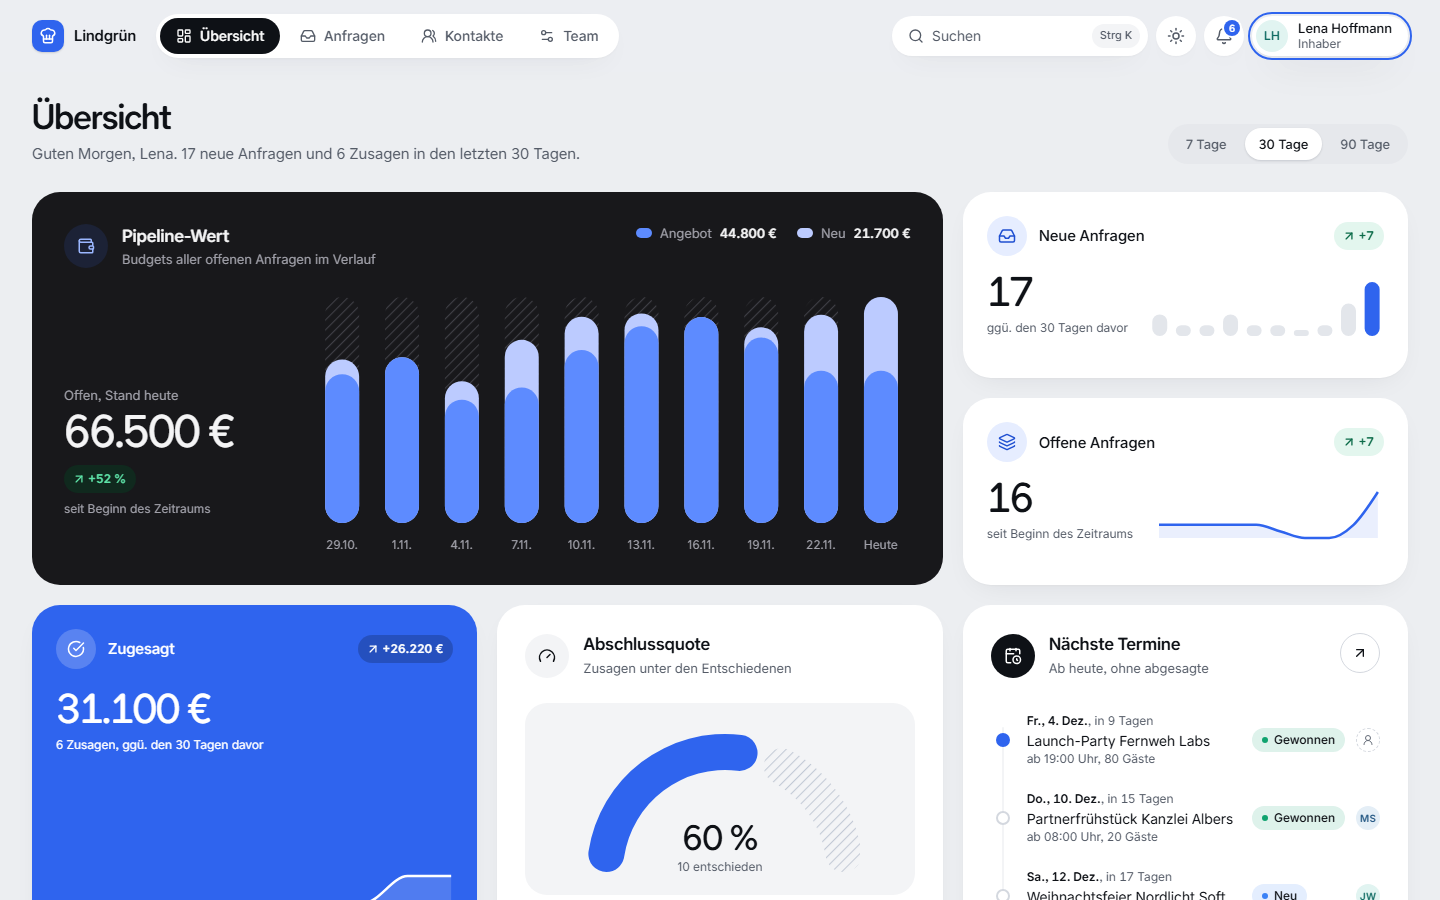 Lindgrün
Übersicht
Anfragen
Kontakte
Team
Suchen
Strg K
6
LH
Lena Hoffmann
Inhaber
Übersicht
Guten Morgen, Lena. 17 neue Anfragen und 6 Zusagen in den letzten 30 Tagen.
7 Tage
30 Tage
90 Tage
Pipeline-Wert
Budgets aller offenen Anfragen im Verlauf
Angebot 44.800 €
Neu 21.700 €
Offen, Stand heute
66.500 €
+52 %
seit Beginn des Zeitraums
29.10.
1.11.
4.11.
7.11.
10.11.
13.11.
16.11.
19.11.
22.11.
Heute
Neue Anfragen
+7
17
ggü. den 30 Tagen davor
Offene Anfragen
+7
16
seit Beginn des Zeitraums
Zugesagt
+26.220 €
31.100 €
6 Zusagen, ggü. den 30 Tagen davor
Abschlussquote
Zusagen unter den Entschiedenen
60 %
10 entschieden
Nächste Termine
Ab heute, ohne abgesagte
Fr., 4. Dez., in 9 Tagen
Launch-Party Fernweh Labs
ab 19:00 Uhr, 80 Gäste
Gewonnen
Do., 10. Dez., in 15 Tagen
Partnerfrühstück Kanzlei Albers
ab 08:00 Uhr, 20 Gäste
Gewonnen
MS
Sa., 12. Dez., in 17 Tagen
Weihnachtsfeier Nordlicht Soft
Neu
JW